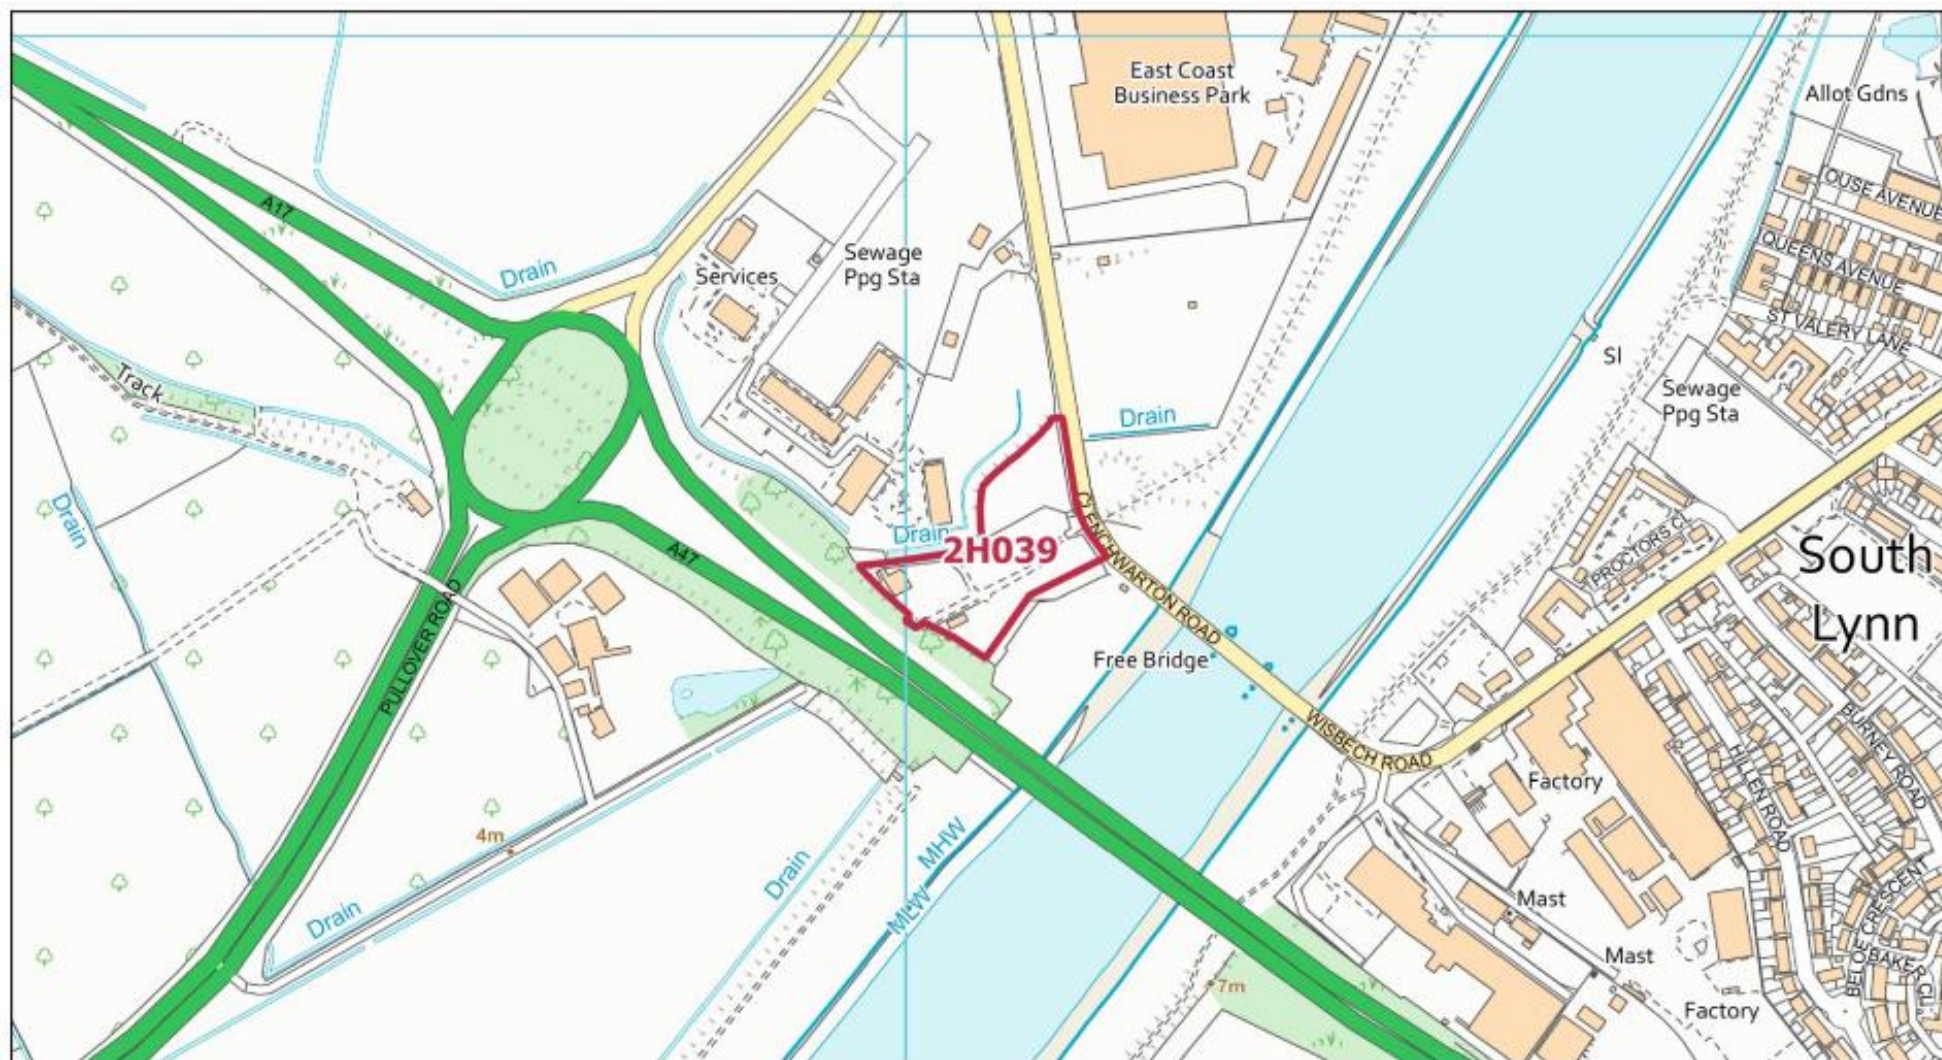 East Coast
Business Park
Allot Gdns
OUSE AVENUE
A17
QUEENS AVENUE
Drain
Services
Sewage
Ppg Sta
ST VALERY LANE
Sl
Track
Sewage
Ppg Sta
Drain
Drain
CLENCHWARTON ROAD
Drain
2H039
A47
PROCTORS CL
South
Lynn
PULLOVER ROAD
Free Bridge
WISBECH ROAD
BURNEY ROAD
HILLEN ROAD
Factory
4m
MHW
Drain
MLW
Drain
Mast
BELOE CRESCENT
BAKER CL
Mast
7m
Factory